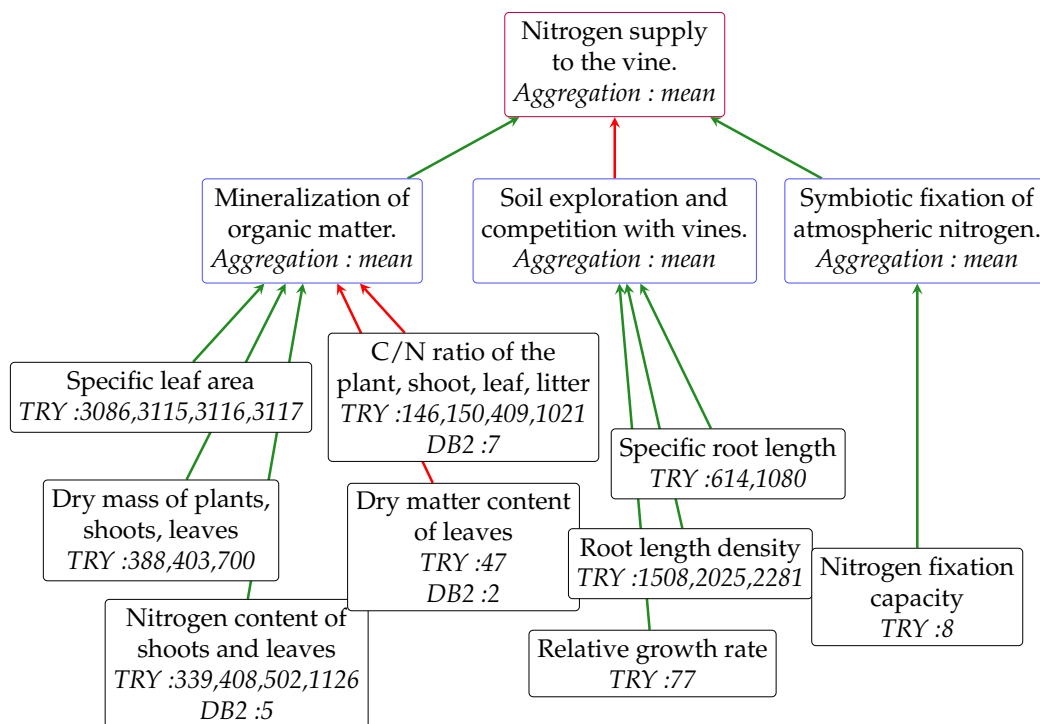 Nitrogen supply
to the vine.
Aggregation : mean
Mineralization of
organic matter.
Aggregation : mean
Soil exploration and
competition with vines.
Aggregation : mean
Symbiotic fixation of
atmospheric nitrogen.
Aggregation : mean
Specific leaf area
TRY :3086,3115,3116,3117
C/N ratio of the
plant, shoot, leaf, litter
TRY :146,150,409,1021
DB2 :7
Specific root length
TRY :614,1080
Dry mass of plants,
shoots, leaves
TRY :388,403,700
Dry matter content
of leaves
TRY :47
DB2 :2
Root length density
TRY :1508,2025,2281
Nitrogen fixation
capacity
TRY :8
Nitrogen content of
shoots and leaves
TRY :339,408,502,1126
DB2 :5
Relative growth rate
TRY :77